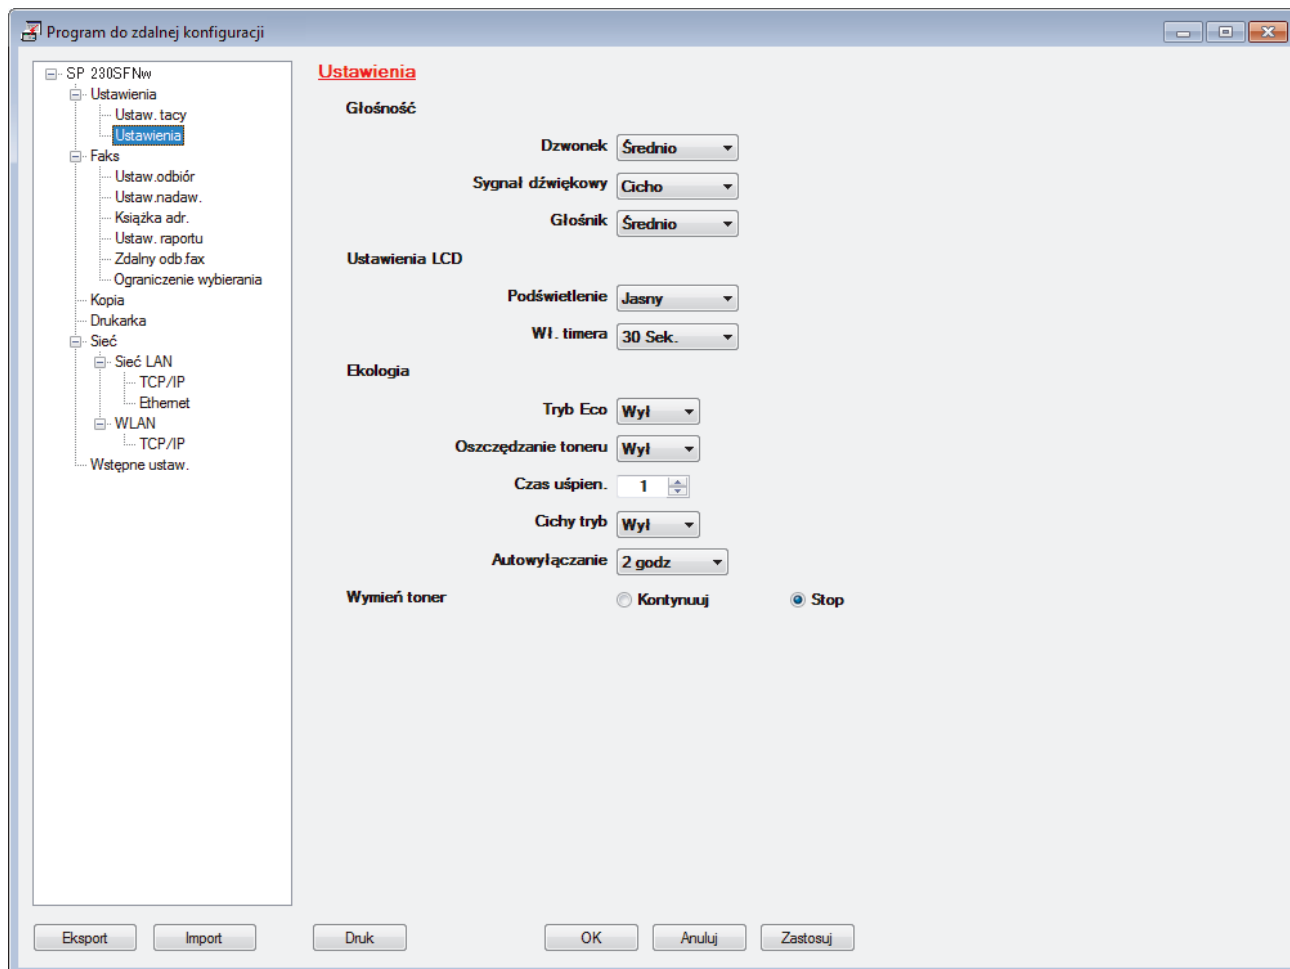 Program do zdalnej konfiguracji
SP 230SFNw
Ustawienia
Ustaw. tacy
Ustawienia
Faks
Ustaw.odbiór
Ustaw.nadaw.
Książka adr.
Ustaw. raportu
Zdalny odb.fax
Ograniczenie wybierania
Kopia
Drukarka
Sieć
Sieć LAN
TCP/IP
Ethernet
WLAN
TCP/IP
Wstępne ustaw.
Ustawienia
Głośność
Dzwonek Średnio
Sygnał dźwiękowy Cicho
Głośnik Średnio
Ustawienia LCD
Podświetlenie Jasny
Wł. timera 30 Sek.
Ekologia
Tryb Eco Wył
Oszczędzanie toneru Wył
Czas uśpien. 1
Cichy tryb Wył
Autowyłączanie 2 godz
Wymień toner Kontynuuj Stop
Eksport Import Druk OK Anuluj Zastosuj